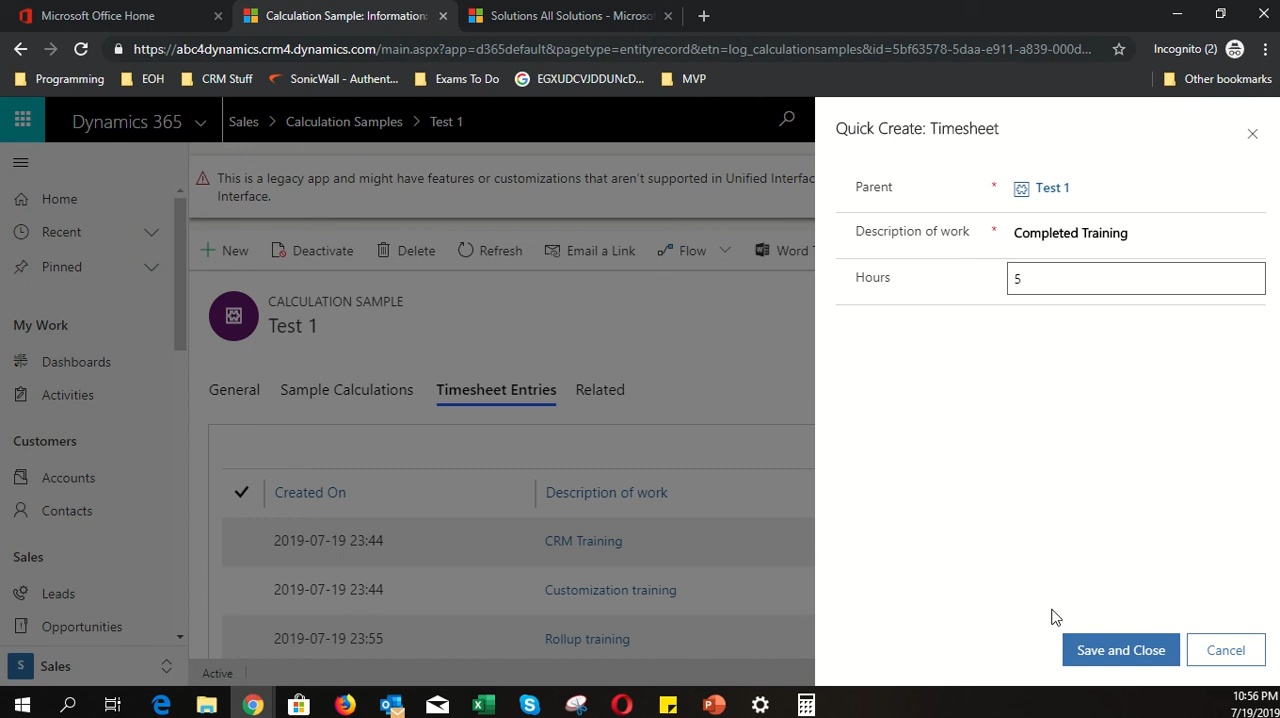 Microsoft Office Home
Calculation Sample: Information:
Solutions All Solutions - Microsof
https://abc4dynamics.crm4.dynamics.com/main.aspx?app=d365default&pagetype=entityrecord&etn=log_calculationsamples&id=5bf63578-5daa-e911-a839-000d...
Incognito (2)
Programming
EOH
CRM Stuff
SonicWall - Authent...
Exams To Do
EGXUDCVJDDUNcD...
MVP
Other bookmarks
Dynamics 365
Sales > Calculation Samples > Test 1
This is a legacy app and might have features or customizations that aren't supported in Unified Interfac
Interface.
Home
Recent
Pinned
My Work
Dashboards
Activities
Customers
Accounts
Contacts
Sales
Leads
Opportunities
S Sales
New
Deactivate
Delete
Refresh
Email a Link
Flow
Word T
CALCULATION SAMPLE
Test 1
General
Sample Calculations
Timesheet Entries
Related
Created On
Description of work
2019-07-19 23:44
CRM Training
2019-07-19 23:44
Customization training
2019-07-19 23:55
Rollup training
Active
Quick Create: Timesheet
Parent * Test 1
Description of work * Completed Training
Hours 5
Save and Close
Cancel
10:56 PM
7/19/2019